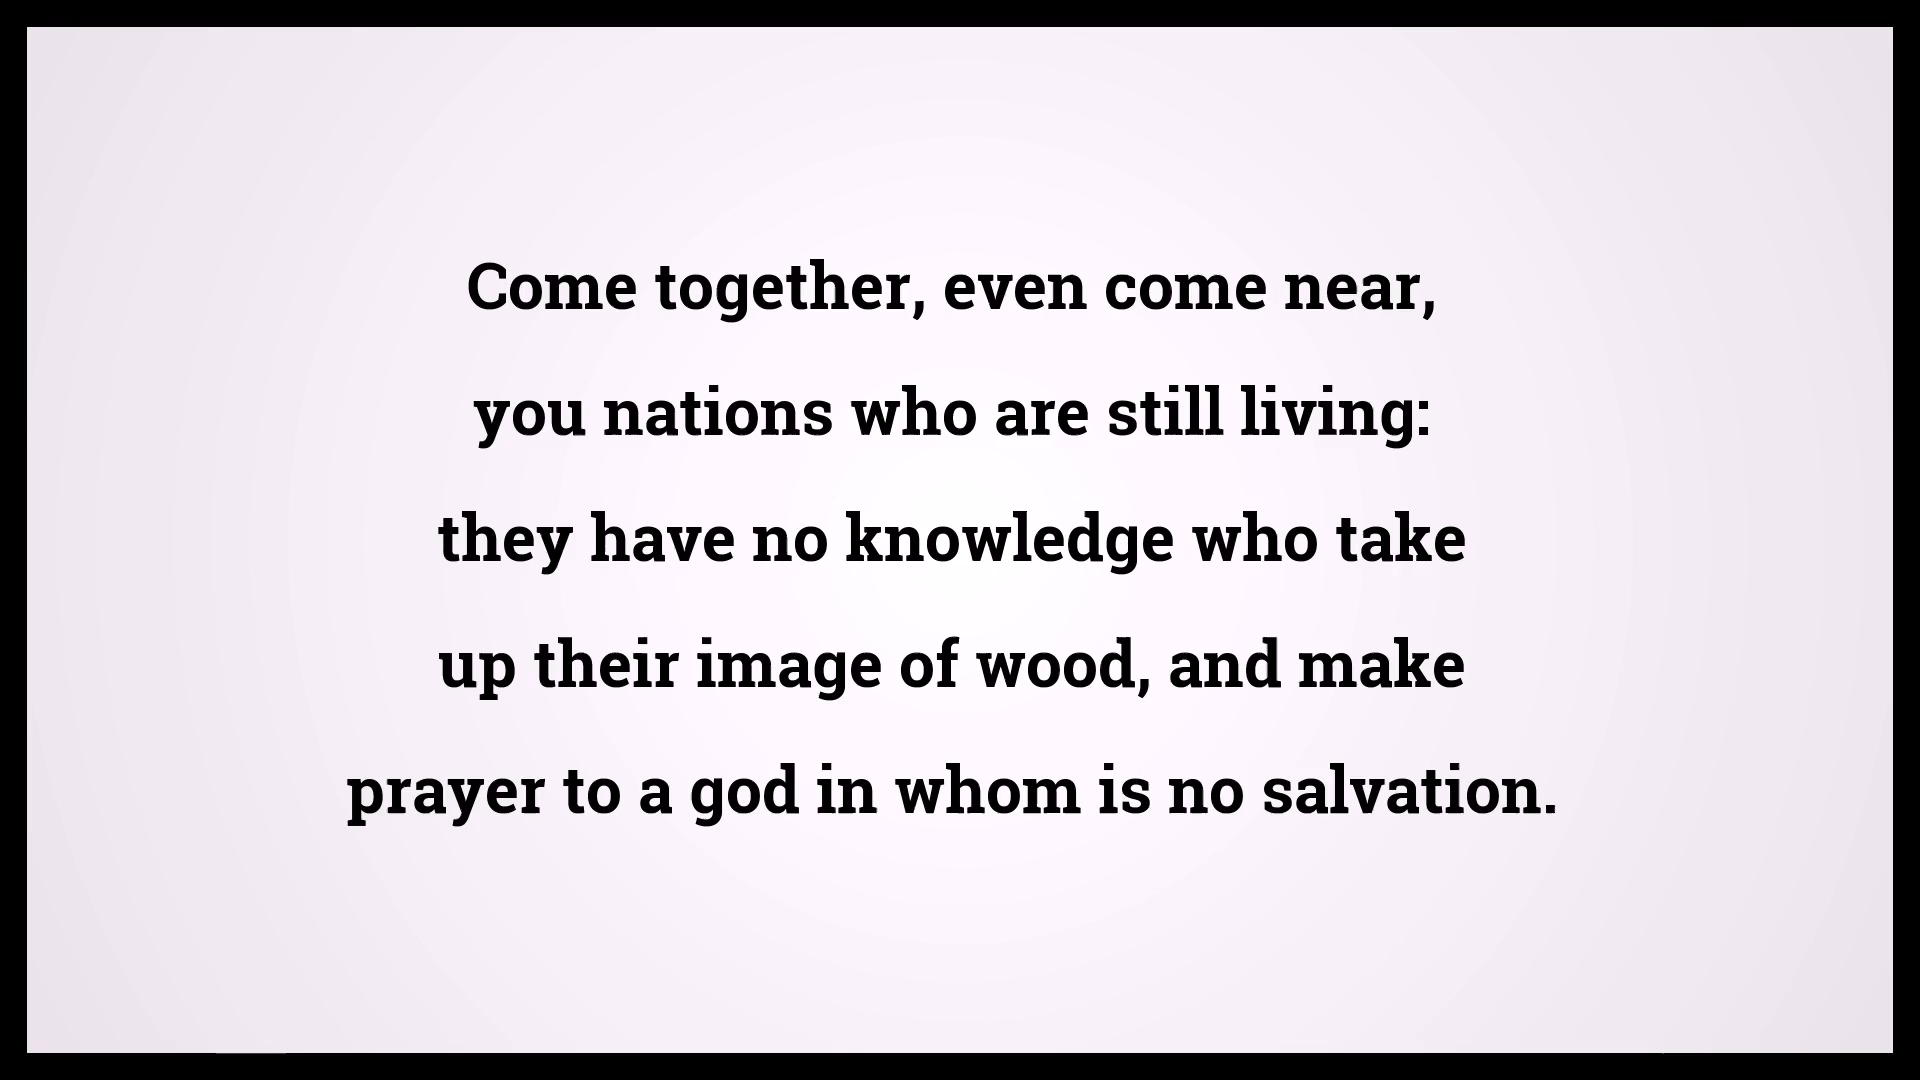 Come together, even come near,
you nations who are still living:
they have no knowledge who take
up their image of wood, and make
prayer to a god in whom is no salvation.